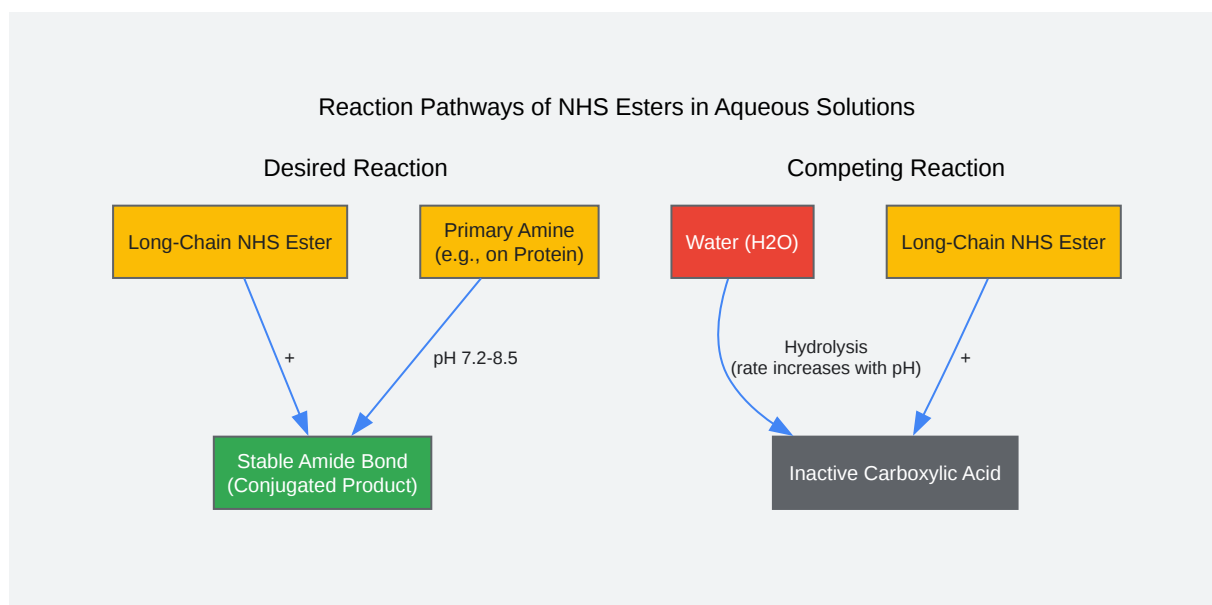 Reaction Pathways of NHS Esters in Aqueous Solutions
Desired Reaction
Long-Chain NHS Ester
Primary Amine
(e.g., on Protein)
+
pH 7.2-8.5
Stable Amide Bond
(Conjugated Product)
Competing Reaction
Water (H2O)
Long-Chain NHS Ester
Hydrolysis
(rate increases with pH)
+
Inactive Carboxylic Acid